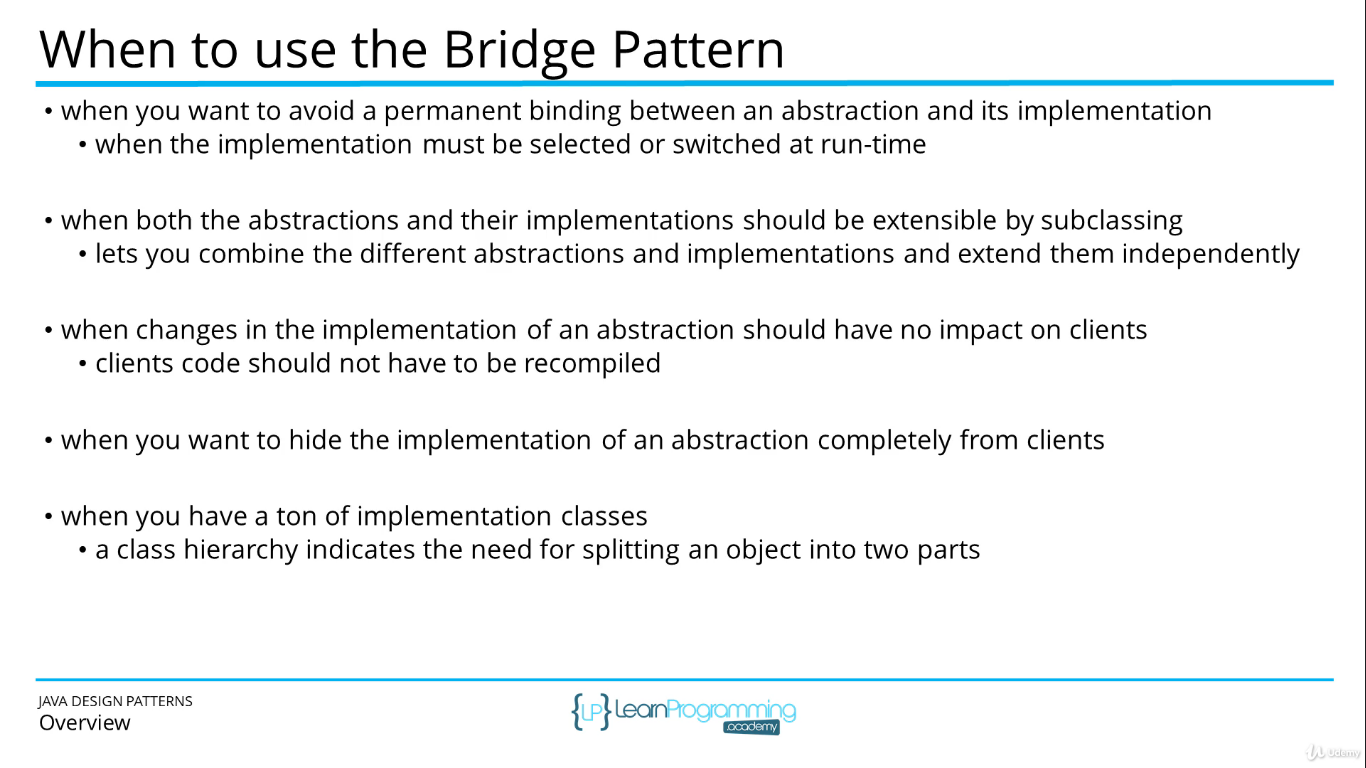 When to use the Bridge Pattern
• when you want to avoid a permanent binding between an abstraction and its implementation
• when the implementation must be selected or switched at run-time
• when both the abstractions and their implementations should be extensible by subclassing
• lets you combine the different abstractions and implementations and extend them independently
• when changes in the implementation of an abstraction should have no impact on clients
• clients code should not have to be recompiled
• when you want to hide the implementation of an abstraction completely from clients
• when you have a ton of implementation classes
• a class hierarchy indicates the need for splitting an object into two parts
JAVA DESIGN PATTERNS
Overview
{LP} LearnProgramming
.academy
Udemy